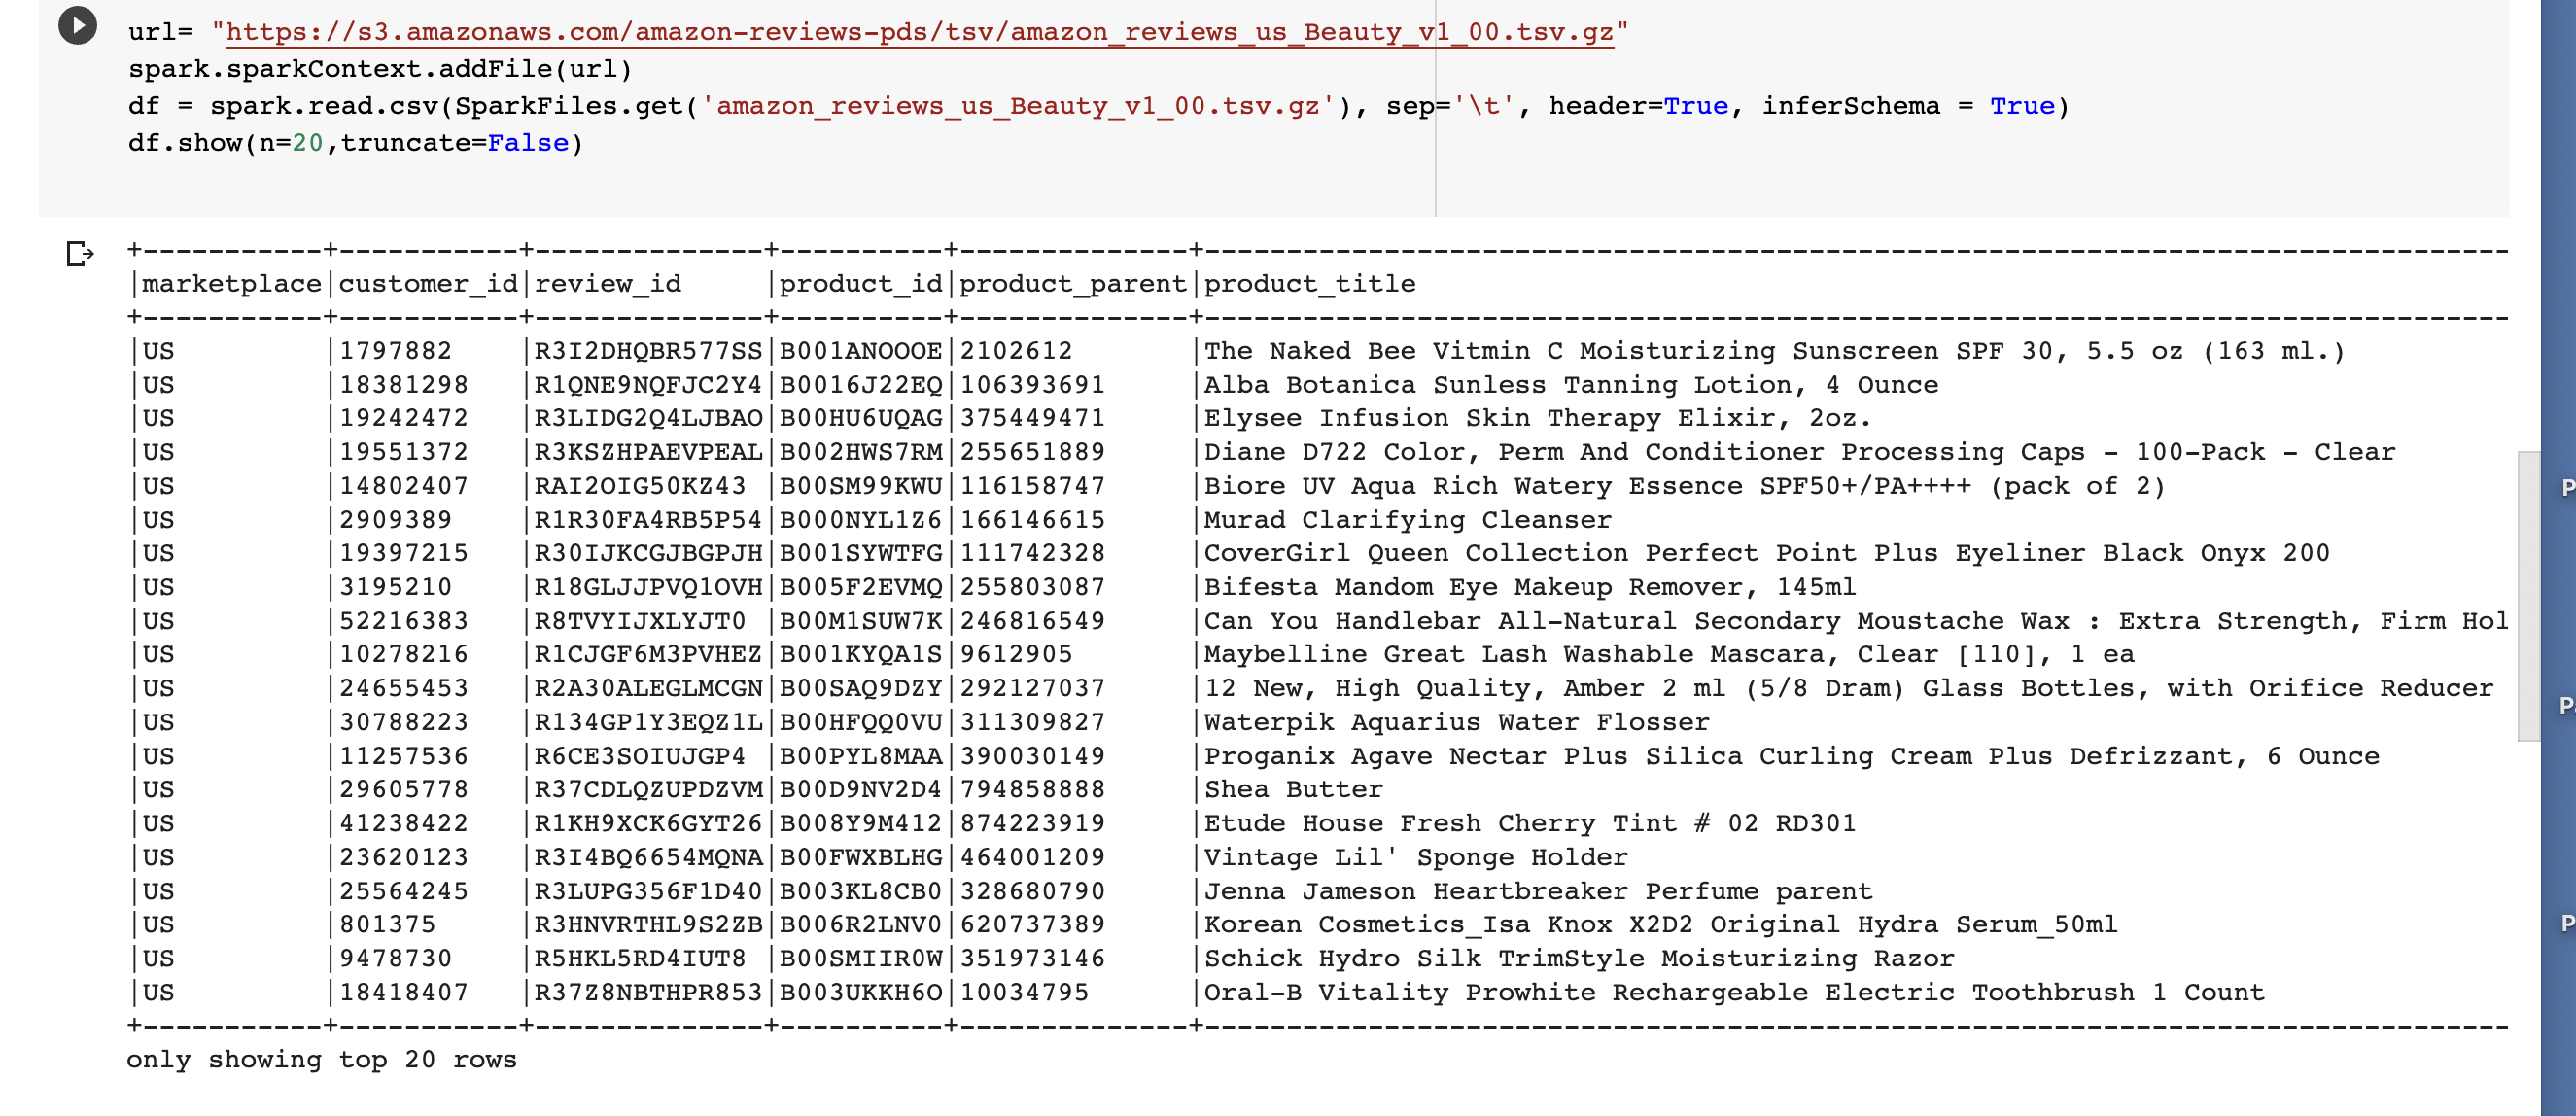 url= "https://s3.amazonaws.com/amazon-reviews-pds/tsv/amazon_reviews_us_Beauty_v1_00.tsv.gz"
spark.sparkContext.addFile(url)
df = spark.read.csv(SparkFiles.get('amazon_reviews_us_Beauty_v1_00.tsv.gz'), sep='\t', header=True, inferSchema = True)
df.show(n=20,truncate=False)
|marketplace|customer_id|review_id     |product_id|product_parent|product_title
|US         |1797882    |R3I2DHQBR577SS|B001ANOOOE|2102612       |The Naked Bee Vitmin C Moisturizing Sunscreen SPF 30, 5.5 oz (163 ml.)
|US         |18381298   |R1QNE9NQFJC2Y4|B0016J22EQ|106393691     |Alba Botanica Sunless Tanning Lotion, 4 Ounce
|US         |19242472   |R3LIDG2Q4LJBAO|B00HU6UQAG|375449471     |Elysee Infusion Skin Therapy Elixir, 2oz.
|US         |19551372   |R3KSZHPAEVPEAL|B002HWS7RM|255651889     |Diane D722 Color, Perm And Conditioner Processing Caps - 100-Pack - Clear
|US         |14802407   |RAI2OIG50KZ43 |B00SM99KWU|116158747     |Biore UV Aqua Rich Watery Essence SPF50+/PA++++ (pack of 2)
|US         |2909389    |R1R30FA4RB5P54|B000NYL1Z6|166146615     |Murad Clarifying Cleanser
|US         |19397215   |R30IJKCGJBGPJH|B001SYWTFG|111742328     |CoverGirl Queen Collection Perfect Point Plus Eyeliner Black Onyx 200
|US         |3195210    |R18GLJJPVQ1OVH|B005F2EVMQ|255803087     |Bifesta Mandom Eye Makeup Remover, 145ml
|US         |52216383   |R8TVYIJXLYJT0 |B00M1SUW7K|246816549     |Can You Handlebar All-Natural Secondary Moustache Wax : Extra Strength, Firm Hol
|US         |10278216   |R1CJGF6M3PVHEZ|B001KYQA1S|9612905       |Maybelline Great Lash Washable Mascara, Clear [110], 1 ea
|US         |24655453   |R2A30ALEGLMCGN|B00SAQ9DZY|292127037     |12 New, High Quality, Amber 2 ml (5/8 Dram) Glass Bottles, with Orifice Reducer
|US         |30788223   |R134GP1Y3EQZ1L|B00HFQQ0VU|311309827     |Waterpik Aquarius Water Flosser
|US         |11257536   |R6CE3SOIUJGP4 |B00PYL8MAA|390030149     |Proganix Agave Nectar Plus Silica Curling Cream Plus Defrizzant, 6 Ounce
|US         |29605778   |R37CDLQZUPDZVM|B00D9NV2D4|794858888     |Shea Butter
|US         |41238422   |R1KH9XCK6GYT26|B008Y9M412|874223919     |Etude House Fresh Cherry Tint # 02 RD301
|US         |23620123   |R3I4BQ6654MQNA|B00FWXBLHG|464001209     |Vintage Lil' Sponge Holder
|US         |25564245   |R3LUPG356F1D40|B003KL8CB0|328680790     |Jenna Jameson Heartbreaker Perfume parent
|US         |801375     |R3HNVRTHL9S2ZB|B006R2LNV0|620737389     |Korean Cosmetics_Isa Knox X2D2 Original Hydra Serum_50ml
|US         |9478730    |R5HKL5RD4IUT8 |B00SMIIR0W|351973146     |Schick Hydro Silk TrimStyle Moisturizing Razor
|US         |18418407   |R37Z8NBTHPR853|B003UKKH6O|10034795      |Oral-B Vitality Prowhite Rechargeable Electric Toothbrush 1 Count
only showing top 20 rows